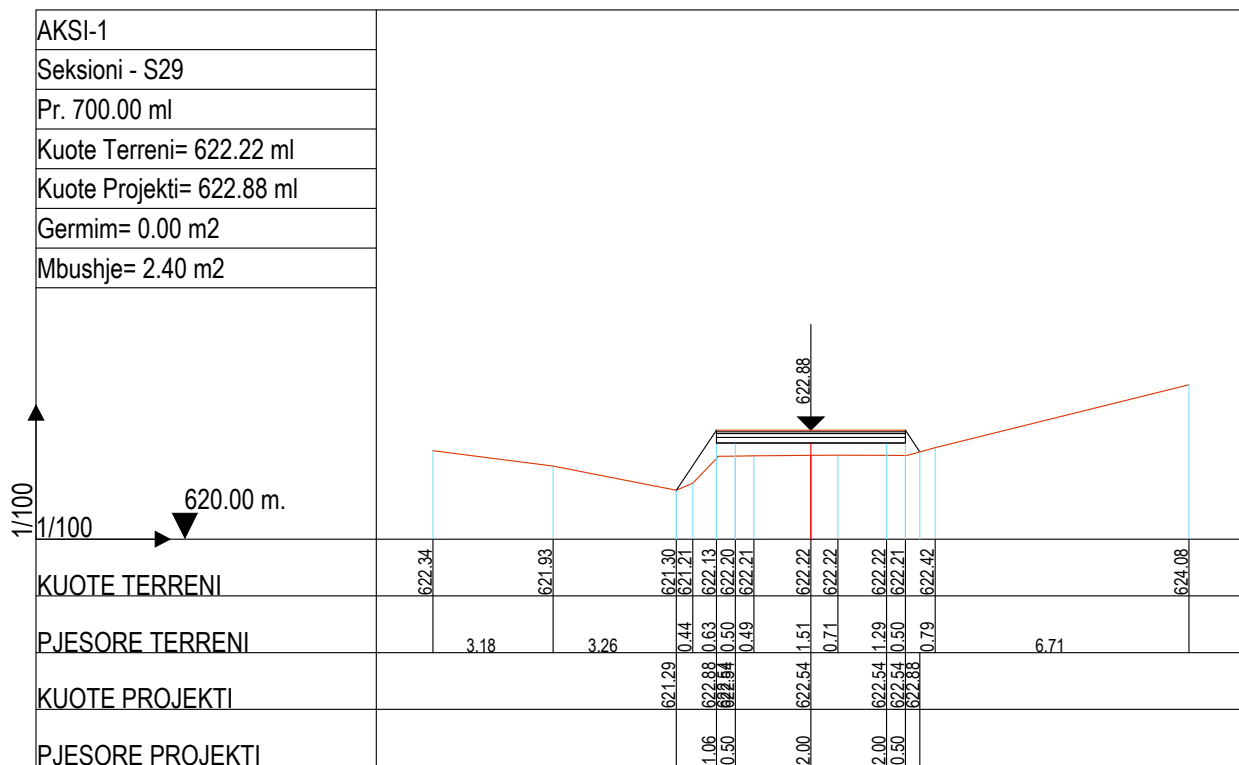 AKSI-1
Seksioni - S29
Pr. 700.00 ml
Kuote Terreni= 622.22 ml
Kuote Projekti= 622.88 ml
Germim= 0.00 m2
Mbushje= 2.40 m2
622.88
1/100
1/100
620.00 m.
KUOTE TERRENI 622.34 621.93 621.30 621.21 622.13 622.20 622.21 622.22 622.22 622.22 622.21 622.42 624.08
PJESORE TERRENI 3.18 3.26 0.44 0.63 0.50 0.49 1.51 0.71 1.29 0.50 0.79 6.71
KUOTE PROJEKTI 621.29 622.88 622.54 622.54 622.54 622.88
PJESORE PROJEKTI 1.06 0.50 2.00 2.00 0.50